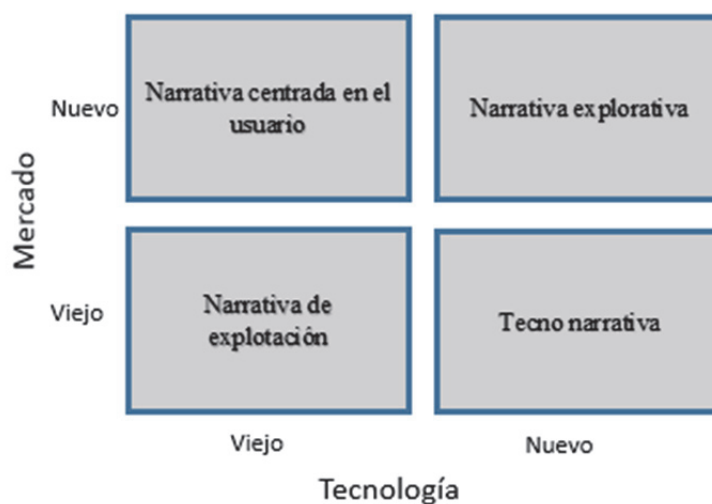 Mercado
Nuevo
Narrativa centrada en el
usuario
Narrativa explorativa
Viejo
Narrativa de
explotación
Tecno narrativa
Viejo
Nuevo
Tecnología